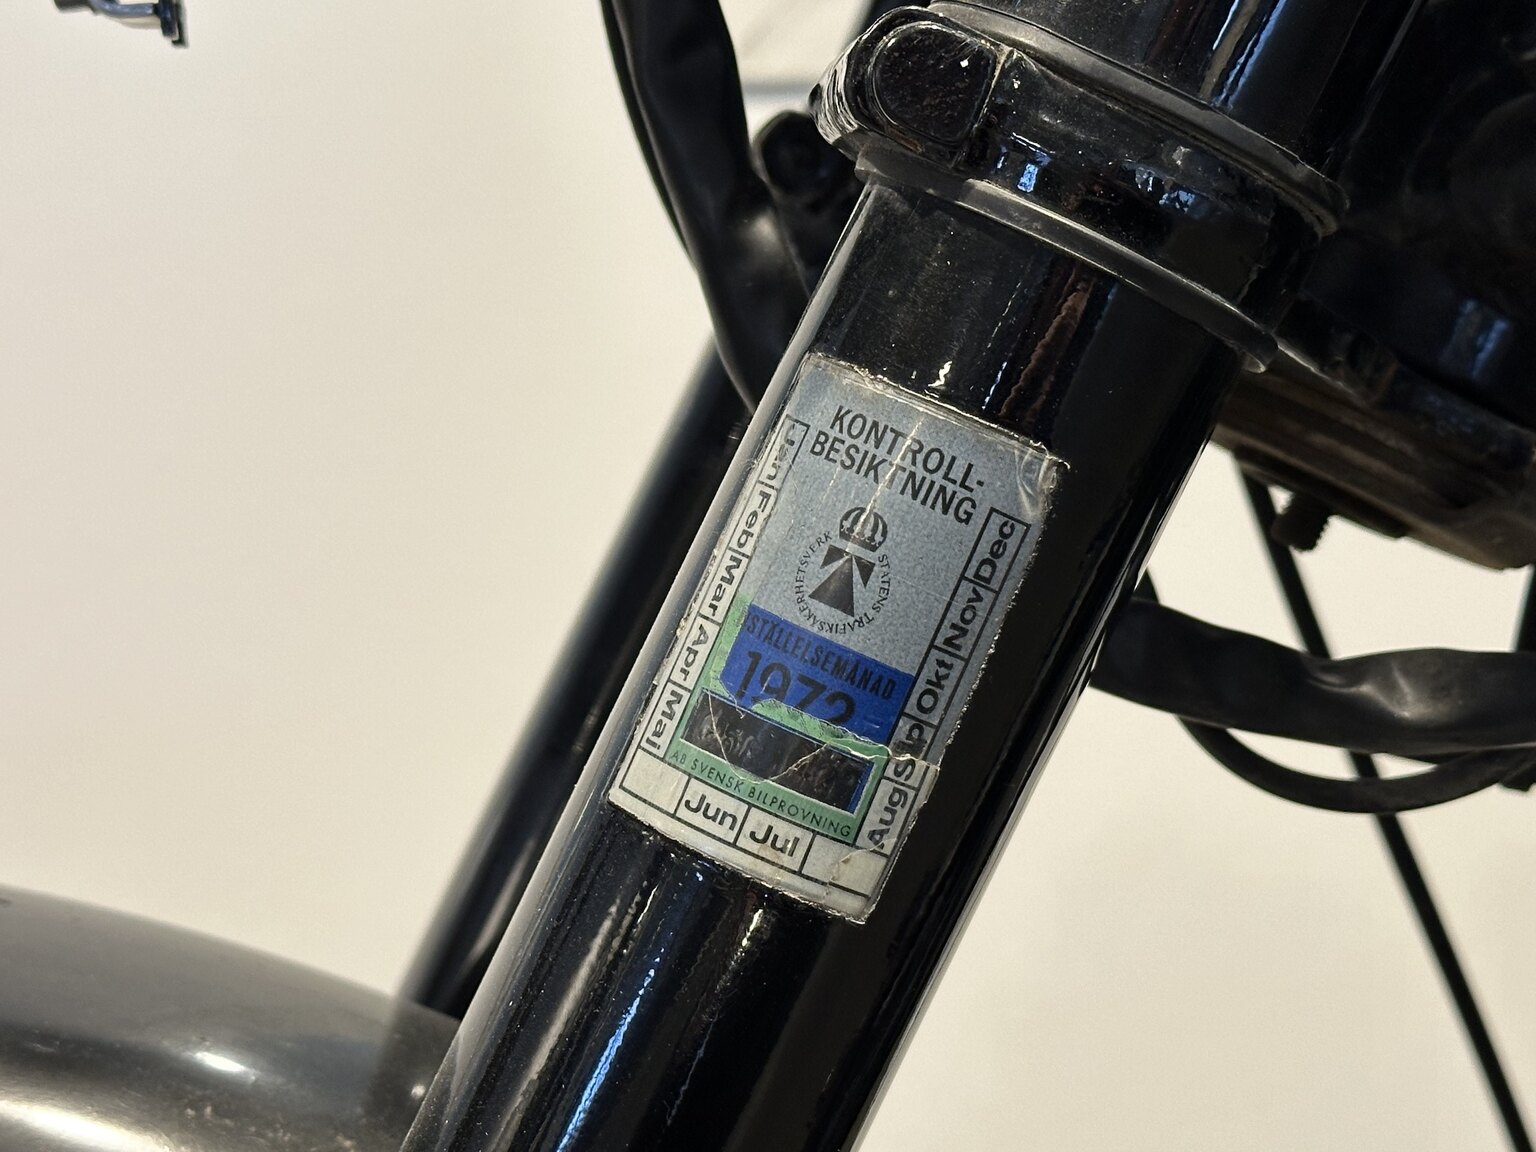 KONTROLL-
BESIKTNING
STATENS TRAFIKSÄKERHETSVERK
Jan Feb Mar Apr Maj
Jun Jul
Aug Sep Okt Nov Dec
STÄLLELSEMÅNAD
1972
AB SVENSK BILPROVNING